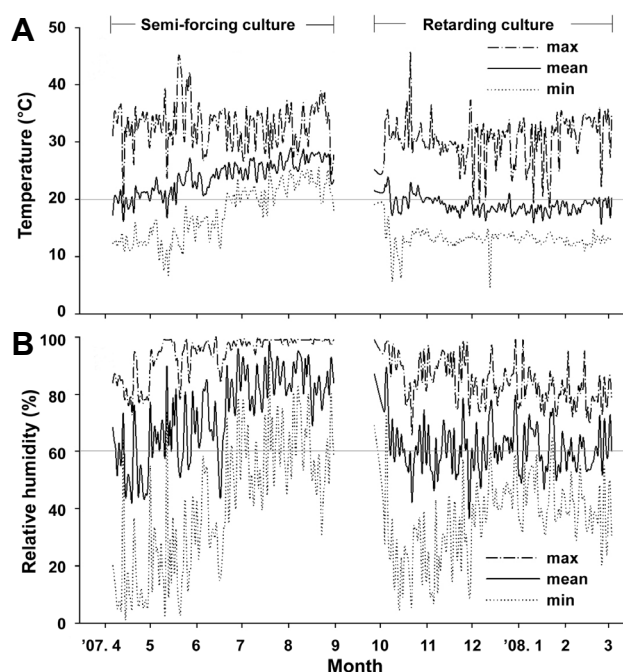 A
Semi-forcing culture
Retarding culture
50
40
30
20
10
0
Temperature (°C)
max
mean
min
B
100
80
60
40
20
0
Relative humidity (%)
max
mean
min
'07. 4 5 6 7 8 9 10 11 12 '08. 1 2 3
Month